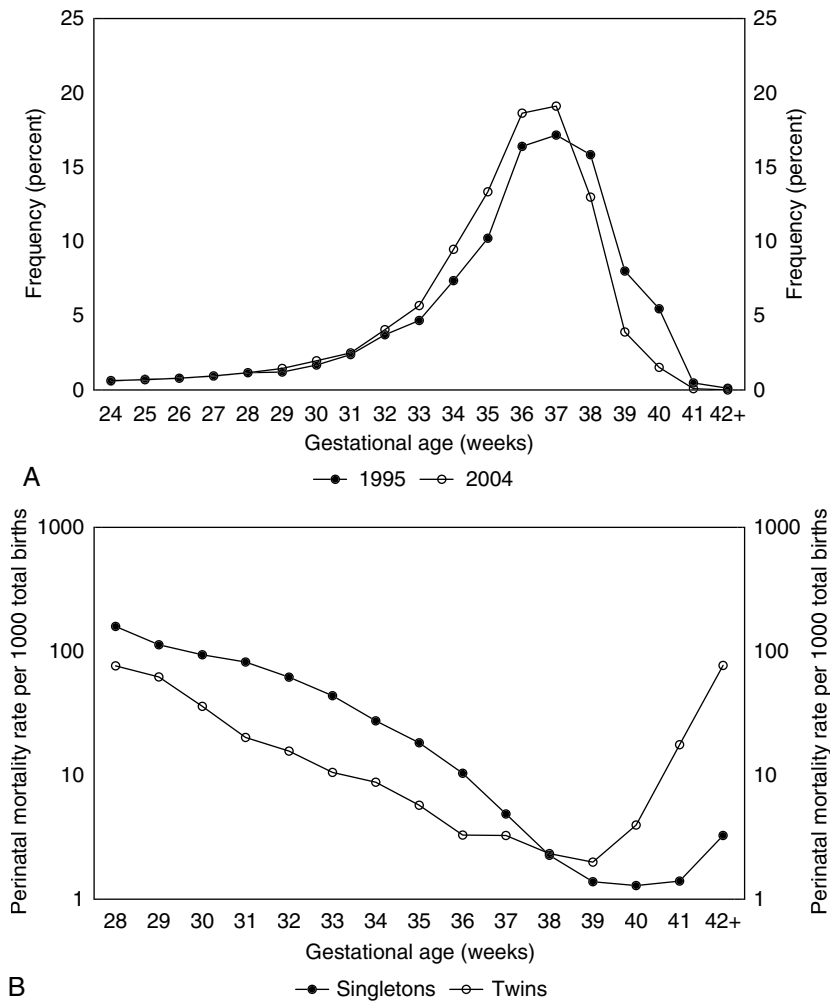 25
20
15
10
5
0
Frequency (percent)
25
20
15
10
5
0
Frequency (percent)
24 25 26 27 28 29 30 31 32 33 34 35 36 37 38 39 40 41 42+
Gestational age (weeks)
A
1995 2004
1000
100
10
1
Perinatal mortality rate per 1000 total births
1000
100
10
1
Perinatal mortality rate per 1000 total births
28 29 30 31 32 33 34 35 36 37 38 39 40 41 42+
Gestational age (weeks)
B
Singletons Twins